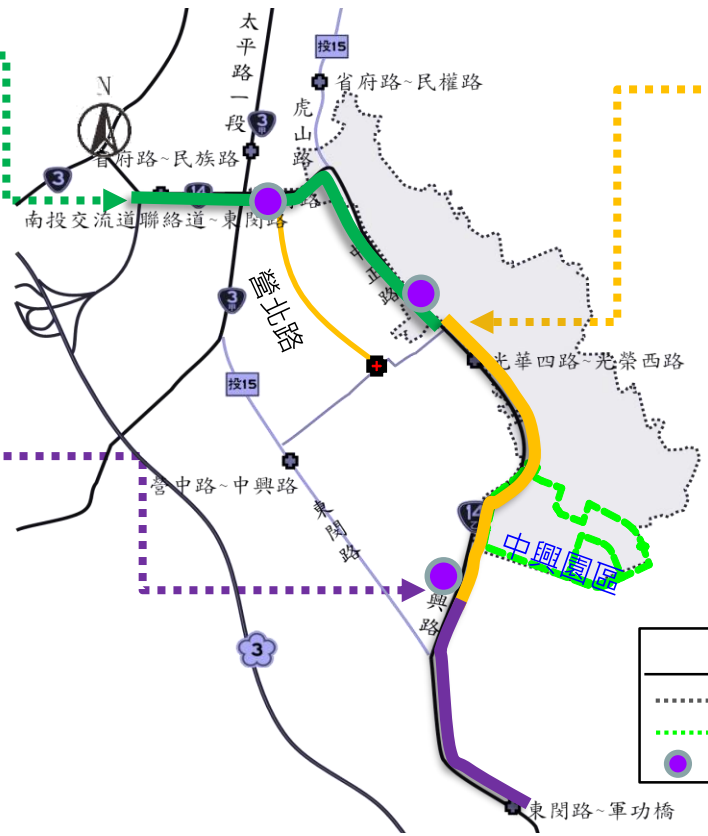 太平路一段
投15
省府路~民權路
N
3甲
虎山路
省府路~民族路
3
14
路
南投交流道聯絡道~東閔路
中正路
營北路
3甲
光華四路~光榮西路
投15
營中路~中興路
東閔路
14
中興園區
興路
3
東閔路~軍功橋